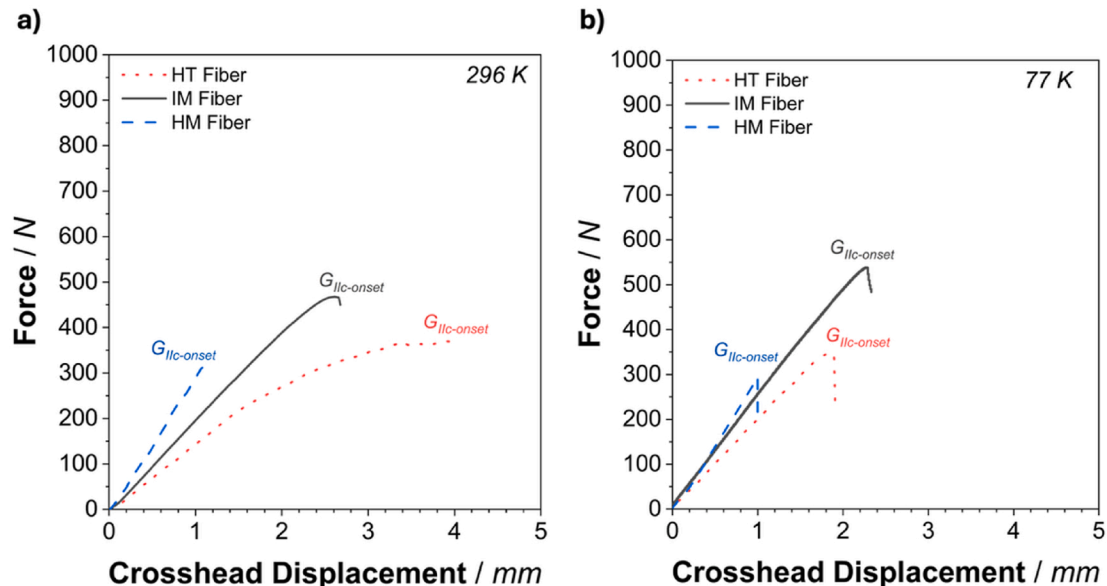 a)
1000
900
800
700
600
500
400
300
200
100
0
Force / N
HT Fiber
IM Fiber
HM Fiber
296 K
GIIc-onset
GIIc-onset
GIIc-onset
0 1 2 3 4 5
Crosshead Displacement / mm
b)
1000
900
800
700
600
500
400
300
200
100
0
Force / N
HT Fiber
IM Fiber
HM Fiber
77 K
GIIc-onset
GIIc-onset
GIIc-onset
0 1 2 3 4 5
Crosshead Displacement / mm